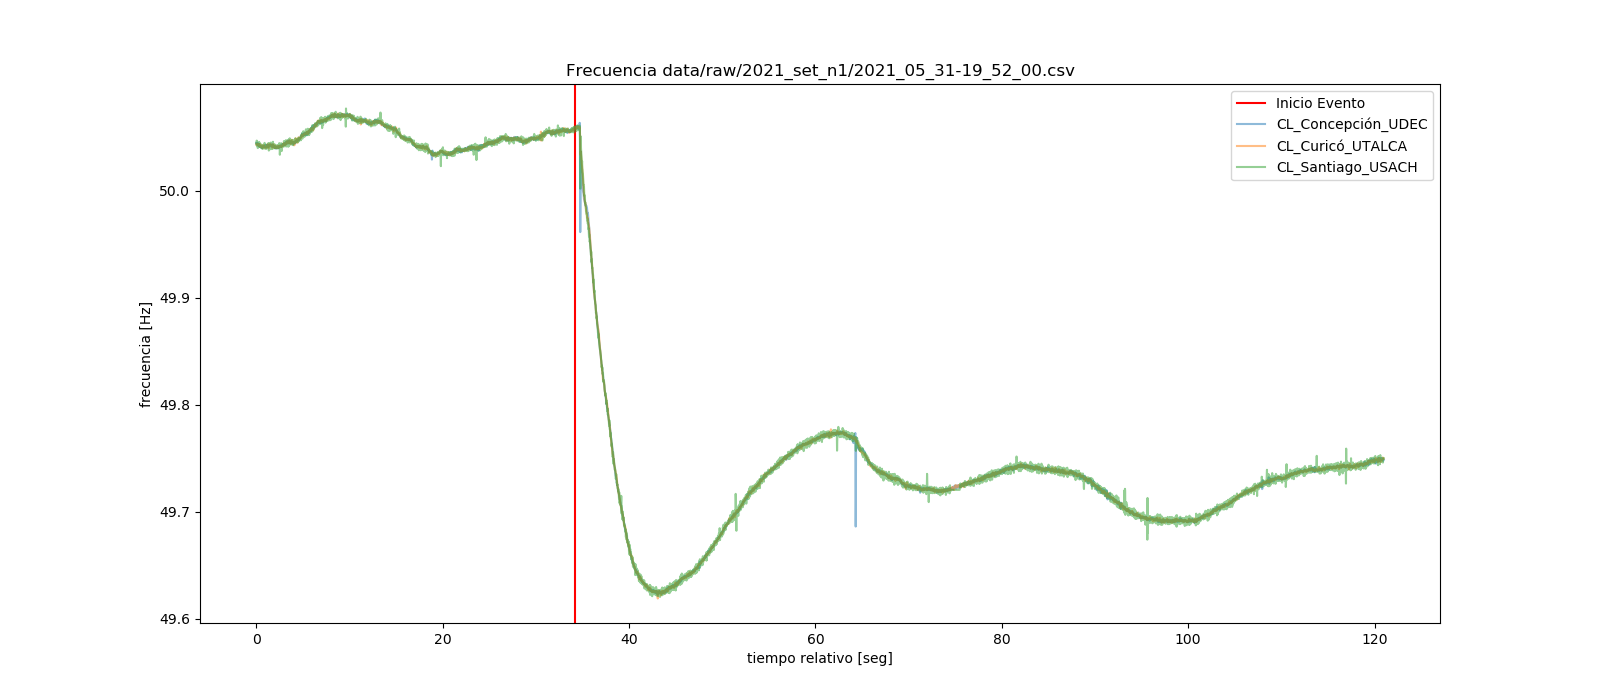 Frecuencia data/raw/2021_set_n1/2021_05_31-19_52_00.csv
Inicio Evento
CL_Concepción_UDEC
CL_Curicó_UTALCA
CL_Santiago_USACH
frecuencia [Hz]
50.0
49.9
49.8
49.7
49.6
0 20 40 60 80 100 120
tiempo relativo [seg]